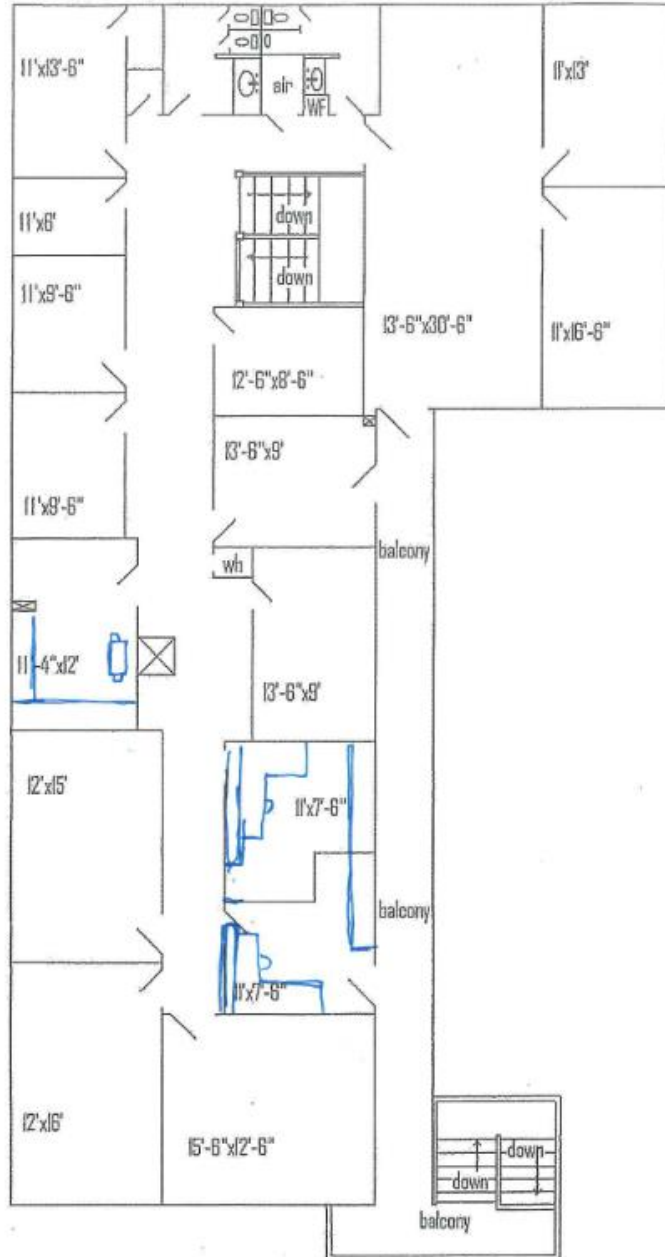 11'x13'-6"
air
WF
11'x13'
11'x6'
down
down
11'x9'-6"
13'-6"x30'-6"
11'x16'-6"
12'-6"x8'-6"
13'-6"x9'
11'x9'-6"
balcony
wh
11'-4"x12'
13'-6"x9'
12'x15'
11'x7'-6"
balcony
11'x7'-6"
12'x16'
15'-6"x12'-6"
down
down
balcony